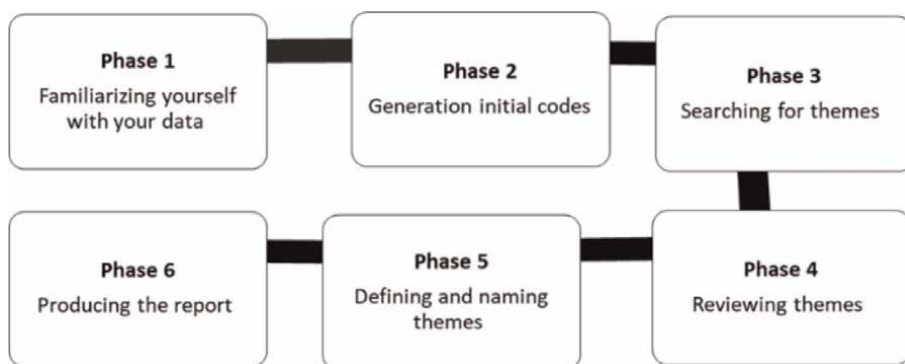 Phase 1
Familiarizing yourself
with your data
Phase 2
Generation initial codes
Phase 3
Searching for themes
Phase 4
Reviewing themes
Phase 5
Defining and naming
themes
Phase 6
Producing the report